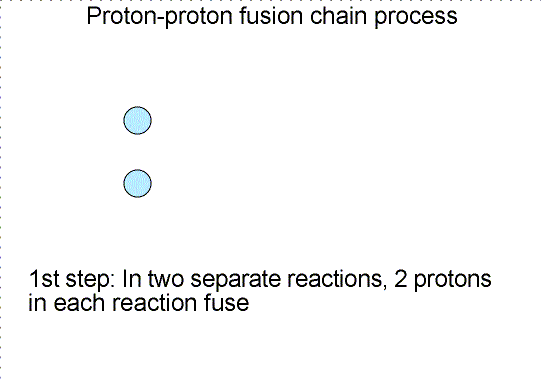 Proton-proton fusion chain process
1st step: In two separate reactions, 2 protons
in each reaction fuse